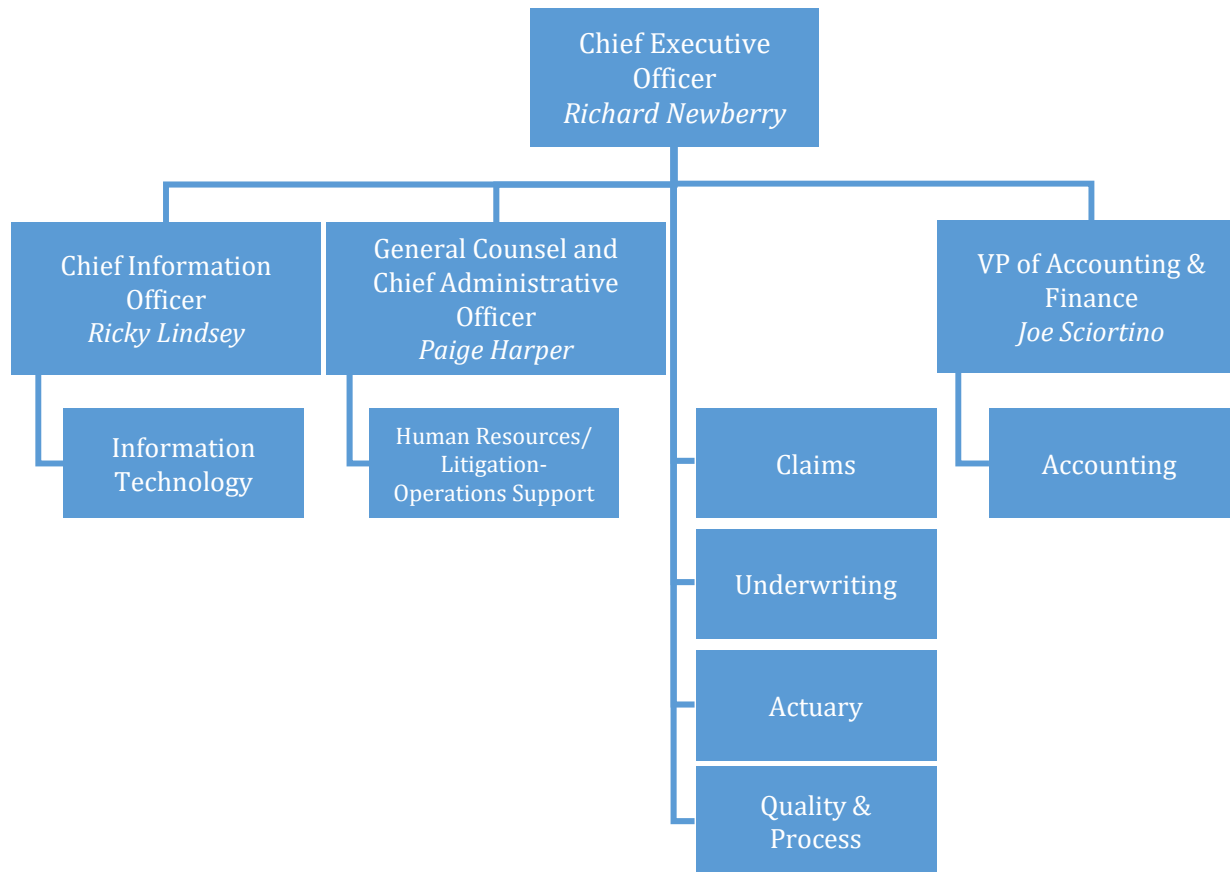 Chief Executive
Officer
Richard Newberry
Chief Information
Officer
Ricky Lindsey
General Counsel and
Chief Administrative
Officer
Paige Harper
VP of Accounting &
Finance
Joe Sciortino
Information
Technology
Human Resources/
Litigation-
Operations Support
Claims
Accounting
Underwriting
Actuary
Quality &
Process